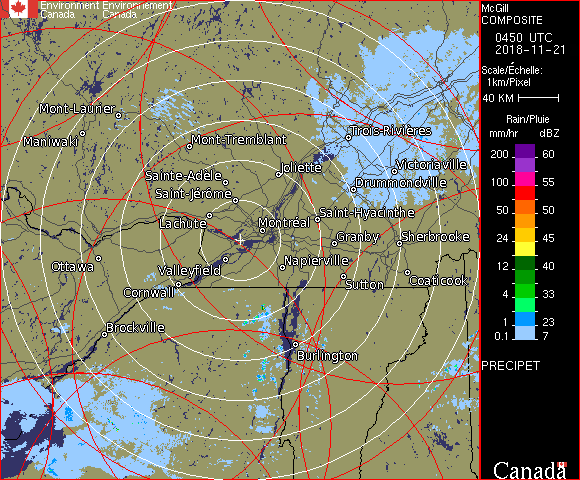 Environment Environnement
Canada Canada
McGill
COMPOSITE
0450 UTC
2018-11-21
Scale/Échelle:
1km/Pixel
40 KM
Rain/Pluie
mm/hr dBZ
200 60
100 55
50 50
24 45
12 40
4 33
1 23
0.1 7
PRECIPET
Canada
Mont-Laurier
Maniwaki
Mont-Tremblant
Trois-Rivières
Sainte-Adèle
Joliette
Victoriaville
Saint-Jérôme
Drummondville
Lachute
Montréal
Saint-Hyacinthe
Granby
Sherbrooke
Ottawa
Valleyfield
Napierville
Cornwall
Sutton
Coaticook
Brockville
Burlington